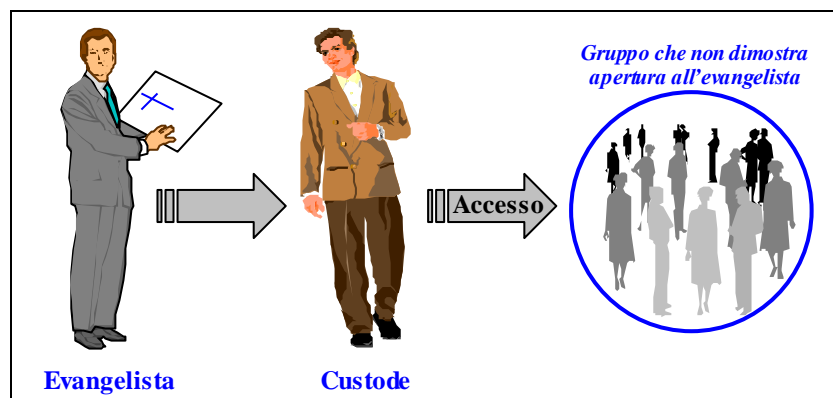 Gruppo che non dimostra
apertura all'evangelista
Accesso
Evangelista
Custode